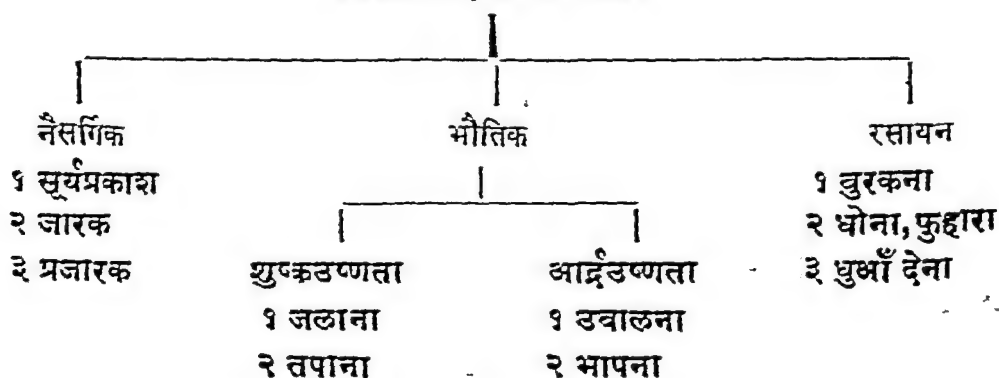 नैसर्गिक भौतिक रसायन
१ सूर्यप्रकाश १ वुरकना
२ जारक २ धोना, फुहारा
३ प्रजारक ३ धुआँ देना
शुष्कउष्णता आर्द्रउष्णता
१ जलाना १ उवालना
२ तपाना २ भापना